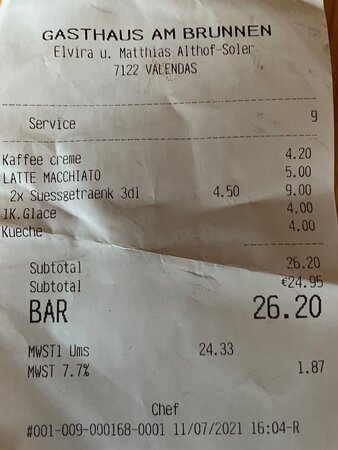 GASTHAUS AM BRUNNEN
Elvira u. Matthias Althof-Soler
7122 VALENDAS
Service 9
Kaffee creme 4.20
LATTE MACCHIATO 5.00
2x Suessgetraenk 3dl 4.50 9.00
1K.Glace 4.00
Kueche 4.00
Subtotal 26.20
Subtotal €24.95
BAR 26.20
MWST1 Ums 24.33
MWST 7.7% 1.87
Chef
#001-009-000168-0001 11/07/2021 16:04-R